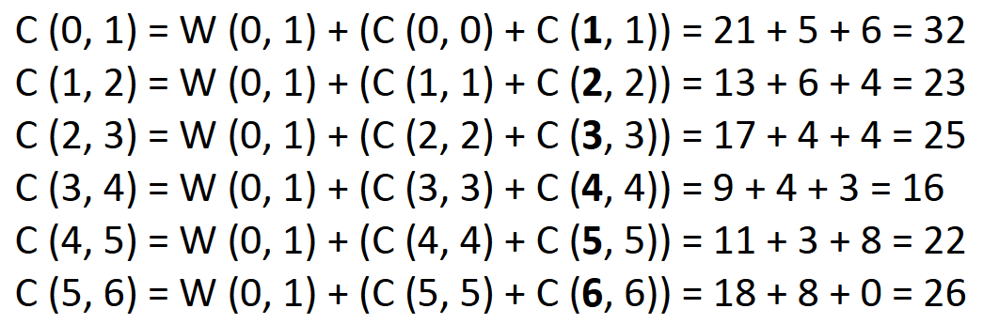 C (0, 1) = W (0, 1) + (C (0, 0) + C (1, 1)) = 21 + 5 + 6 = 32
C (1, 2) = W (0, 1) + (C (1, 1) + C (2, 2)) = 13 + 6 + 4 = 23
C (2, 3) = W (0, 1) + (C (2, 2) + C (3, 3)) = 17 + 4 + 4 = 25
C (3, 4) = W (0, 1) + (C (3, 3) + C (4, 4)) = 9 + 4 + 3 = 16
C (4, 5) = W (0, 1) + (C (4, 4) + C (5, 5)) = 11 + 3 + 8 = 22
C (5, 6) = W (0, 1) + (C (5, 5) + C (6, 6)) = 18 + 8 + 0 = 26